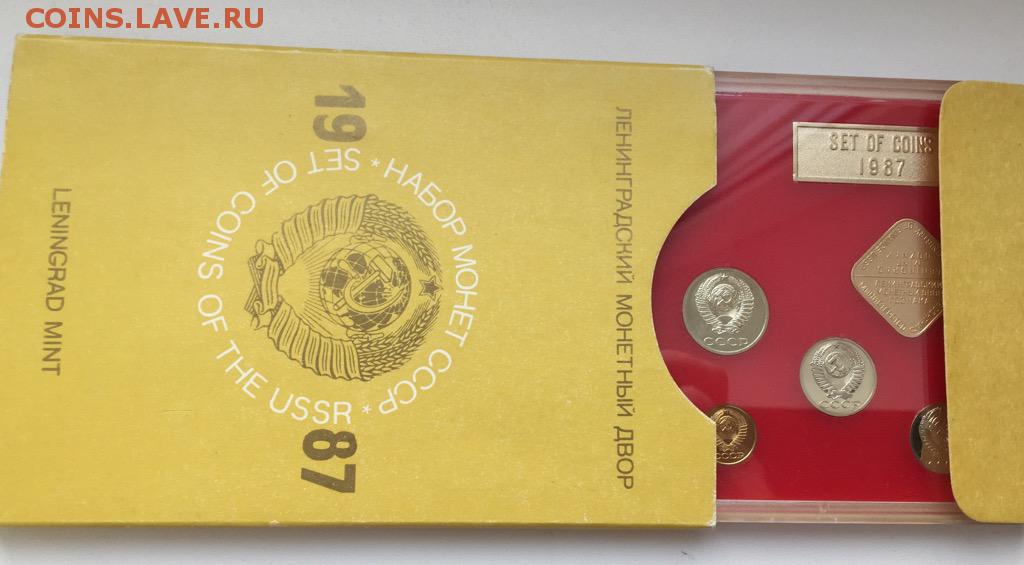 COINS.LAVE.RU
ЛЕНИНГРАДСКИЙ МОНЕТНЫЙ ДВОР
19
НАБОР МОНЕТ СССР * SET OF COINS OF THE USSR *
87
LENINGRAD MINT
SET OF COINS
1987
СССР
СССР
СССР